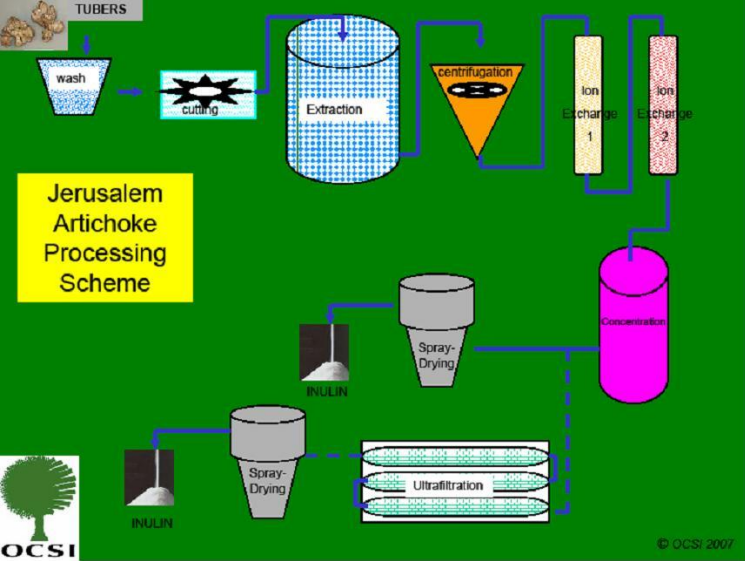 TUBERS
wash
cutting
Extraction
centrifugation
Ion
Exchange
1
Ion
Exchange
2
Jerusalem
Artichoke
Processing
Scheme
Concentration
Spray-
Drying
INULIN
Spray-
Drying
INULIN
Ultrafiltration
OCSI
© OCSI 2007